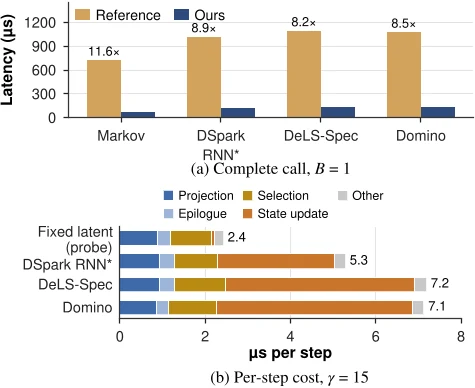 Latency (µs)
Reference Ours
1200
900
600
300
0
11.6×
8.9×
8.2×
8.5×
Markov DSpark RNN* DeLS-Spec Domino
(a) Complete call, B = 1
Projection Selection Other
Epilogue State update
Fixed latent
(probe)
2.4
DSpark RNN* 5.3
DeLS-Spec 7.2
Domino 7.1
0 2 4 6 8
µs per step
(b) Per-step cost, γ = 15